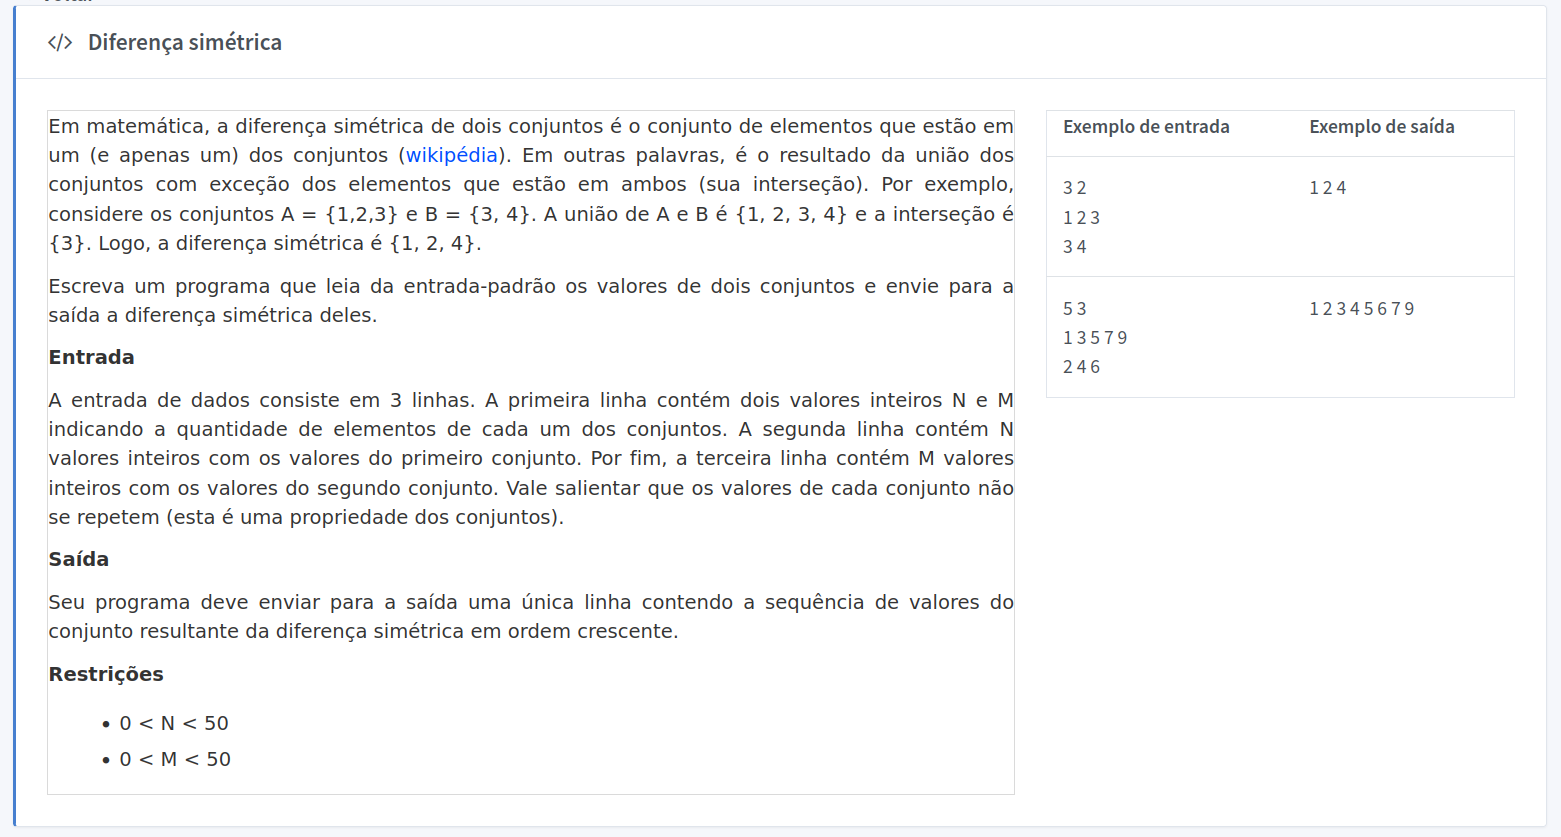 </> Diferença simétrica
Em matemática, a diferença simétrica de dois conjuntos é o conjunto de elementos que estão em
um (e apenas um) dos conjuntos (wikipédia). Em outras palavras, é o resultado da união dos
conjuntos com exceção dos elementos que estão em ambos (sua interseção). Por exemplo,
considere os conjuntos A = {1,2,3} e B = {3, 4}. A união de A e B é {1, 2, 3, 4} e a interseção é
{3}. Logo, a diferença simétrica é {1, 2, 4}.
Escreva um programa que leia da entrada-padrão os valores de dois conjuntos e envie para a
saída a diferença simétrica deles.
Entrada
A entrada de dados consiste em 3 linhas. A primeira linha contém dois valores inteiros N e M
indicando a quantidade de elementos de cada um dos conjuntos. A segunda linha contém N
valores inteiros com os valores do primeiro conjunto. Por fim, a terceira linha contém M valores
inteiros com os valores do segundo conjunto. Vale salientar que os valores de cada conjunto não
se repetem (esta é uma propriedade dos conjuntos).
Saída
Seu programa deve enviar para a saída uma única linha contendo a sequência de valores do
conjunto resultante da diferença simétrica em ordem crescente.
Restrições
• 0 < N < 50
• 0 < M < 50
Exemplo de entrada Exemplo de saída
3 2 1 2 4
1 2 3
3 4
5 3 1 2 3 4 5 6 7 9
1 3 5 7 9
2 4 6